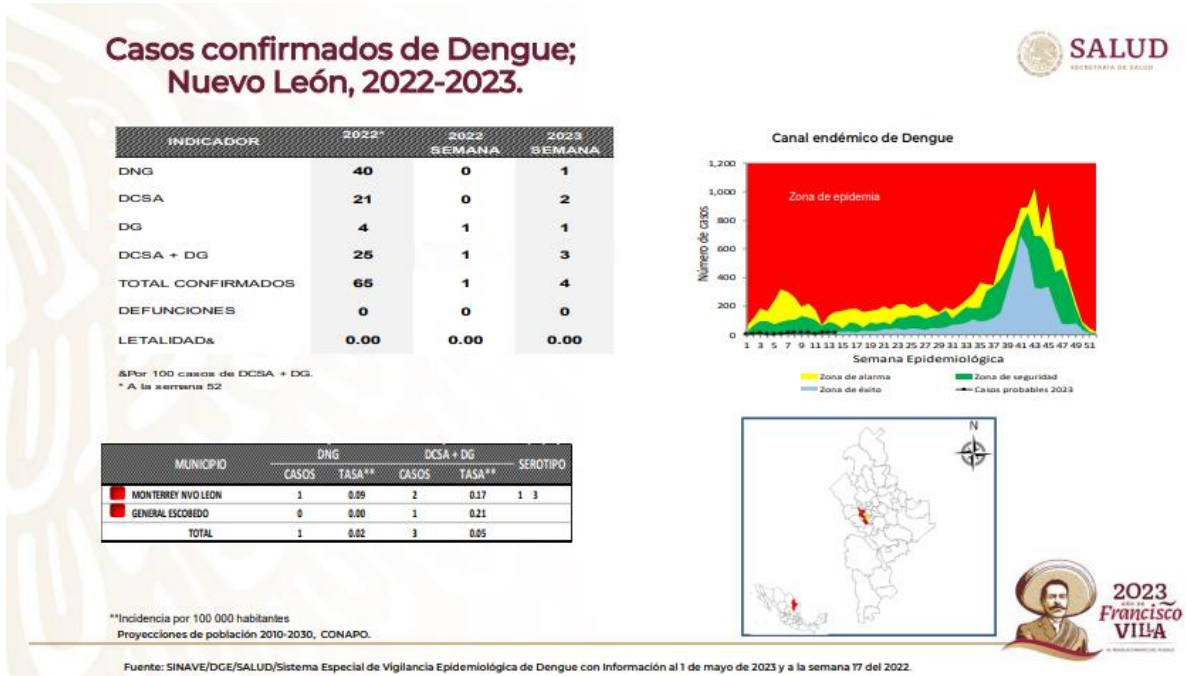 Casos confirmados de Dengue;
Nuevo León, 2022-2023.
SALUD
SECRETARÍA DE SALUD
INDICADOR 2022* 2022 SEMANA 2023 SEMANA
DNG 40 0 1
DCSA 21 0 2
DG 4 1 1
DCSA + DG 25 1 3
TOTAL CONFIRMADOS 65 1 4
DEFUNCIONES 0 0 0
LETALIDAD& 0.00 0.00 0.00
&Por 100 casos de DCSA + DG.
* A la semana 52
Canal endémico de Dengue
Zona de epidemia
Número de casos
1,200
1,000
800
600
400
200
0
1 3 5 7 9 11 13 15 17 19 21 23 25 27 29 31 33 35 37 39 41 43 45 47 49 51
Semana Epidemiológica
Zona de alarma Zona de seguridad
Zona de éxito Casos probables 2023
MUNICIPIO DNG DCSA + DG SEROTIPO
CASOS TASA** CASOS TASA**
MONTERREY NVO LEON 1 0.09 2 0.17 1 3
GENERAL ESCOBEDO 0 0.00 1 0.21
TOTAL 1 0.02 3 0.05
N
**Incidencia por 100 000 habitantes
Proyecciones de población 2010-2030, CONAPO.
2023
AÑO DE
Francisco
VILLA
Fuente: SINAVE/DGE/SALUD/Sistema Especial de Vigilancia Epidemiológica de Dengue con Información al 1 de mayo de 2023 y a la semana 17 del 2022.